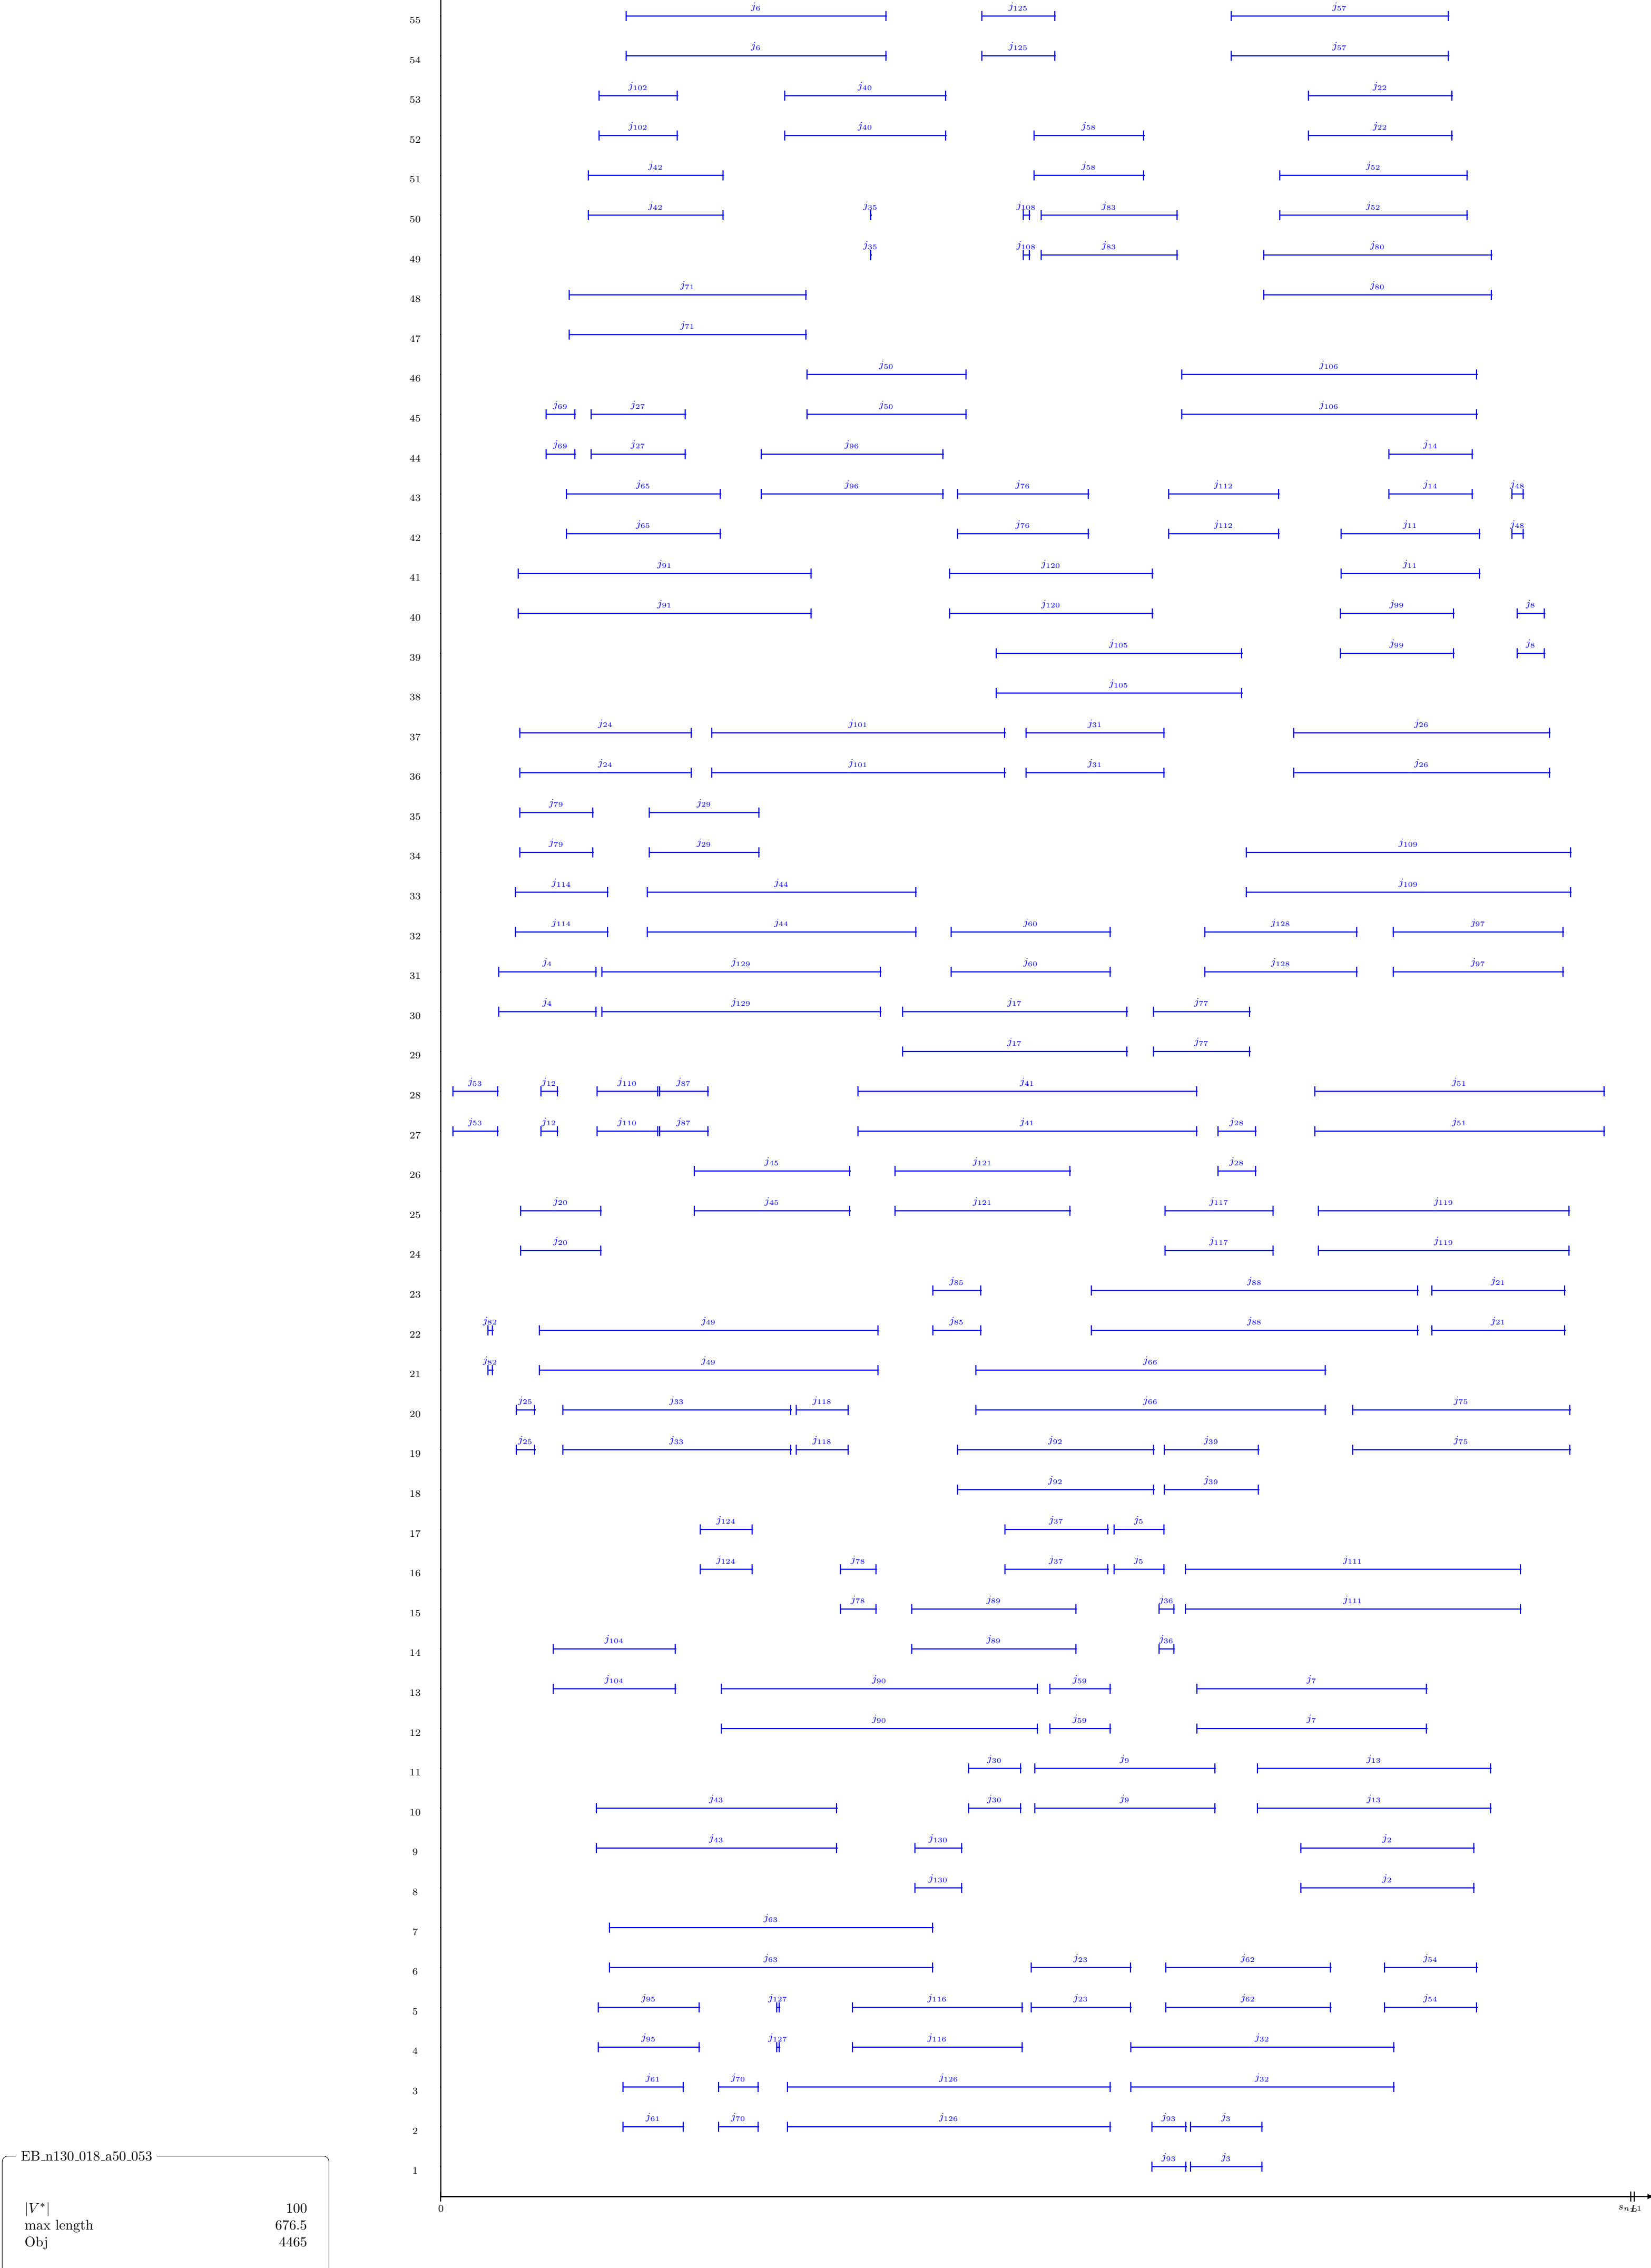 j6 j125 j57
55
j6 j125 j57
54
j102 j40 j22
53
j102 j40 j58 j22
52
j42 j58 j52
51
j42 j35 j108 j83 j52
50
j35 j108 j83 j80
49
j71 j80
48
j71
47
j50 j106
46
j69 j27 j50 j106
45
j69 j27 j96 j14
44
j65 j96 j76 j112 j14 j48
43
j65 j76 j112 j11 j48
42
j91 j120 j11
41
j91 j120 j99 j8
40
j105 j99 j8
39
j105
38
j24 j101 j31 j26
37
j24 j101 j31 j26
36
j79 j29
35
j79 j29 j109
34
j114 j44 j109
33
j114 j44 j60 j128 j97
32
j4 j129 j60 j128 j97
31
j4 j129 j17 j77
30
j17 j77
29
j53 j12 j110 j87 j41 j51
28
j53 j12 j110 j87 j41 j28 j51
27
j45 j121 j28
26
j20 j45 j121 j117 j119
25
j20 j117 j119
24
j85 j88 j21
23
j82 j49 j85 j88 j21
22
j82 j49 j66
21
j25 j33 j118 j66 j75
20
j25 j33 j118 j92 j39 j75
19
j92 j39
18
j124 j37 j5
17
j124 j78 j37 j5 j111
16
j78 j89 j36 j111
15
j104 j89 j36
14
j104 j90 j59 j7
13
j90 j59 j7
12
j30 j9 j13
11
j43 j30 j9 j13
10
j43 j130 j2
9
j130 j2
8
j63
7
j63 j23 j62 j54
6
j95 j127 j116 j23 j62 j54
5
j95 j127 j116 j32
4
j61 j70 j126 j32
3
j61 j70 j126 j93 j3
2
j93 j3
1
0
EB_n130_018_a50_053
|V*| 100
max length 676.5
Obj 4465